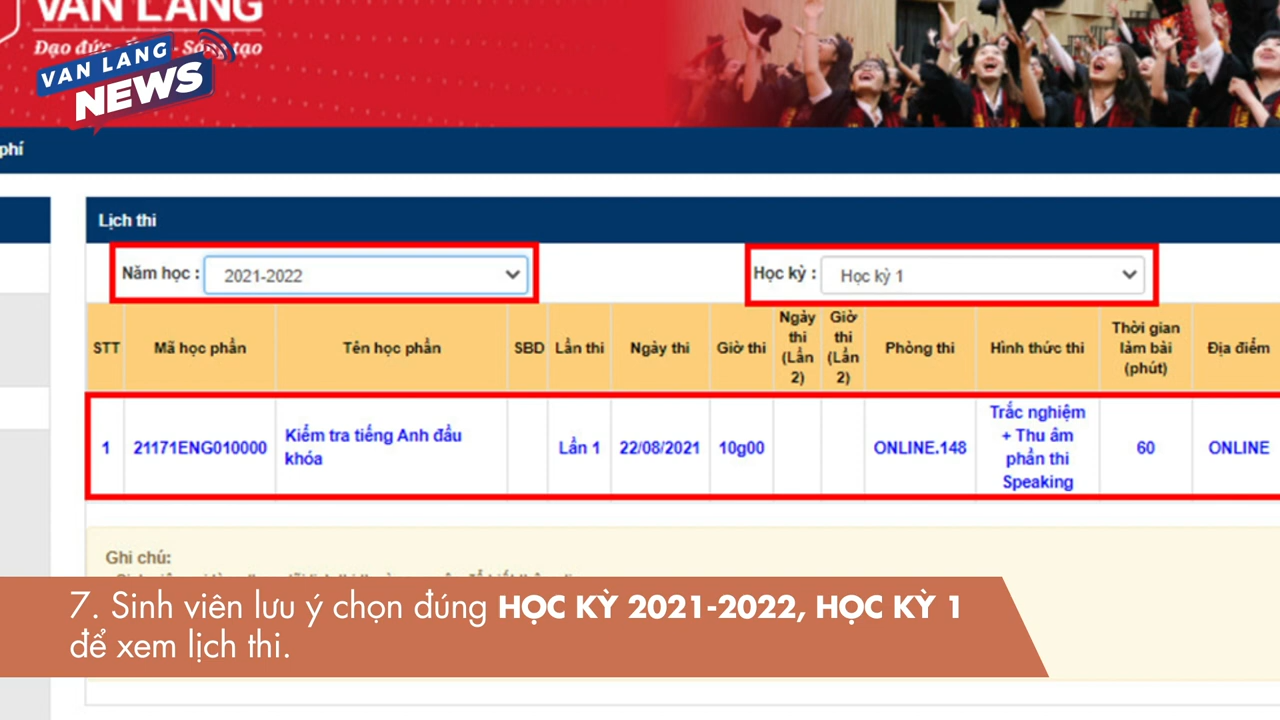 VAN LANG
Đạo đức
VAN LANG
NEWS
phí
Lịch thi
Năm học : 2021-2022
Học kỳ : Học kỳ 1
STT Mã học phần Tên học phần SBD Lần thi Ngày thi Giờ thi Ngày thi (Lần 2) Giờ thi (Lần 2) Phòng thi Hình thức thi Thời gian làm bài (phút) Địa điểm
1 21171ENG010000 Kiểm tra tiếng Anh đầu khóa Lần 1 22/08/2021 10g00 ONLINE.148 Trắc nghiệm + Thu âm phần thi Speaking 60 ONLINE
Ghi chú:
7. Sinh viên lưu ý chọn đúng HỌC KỲ 2021-2022, HỌC KỲ 1
để xem lịch thi.